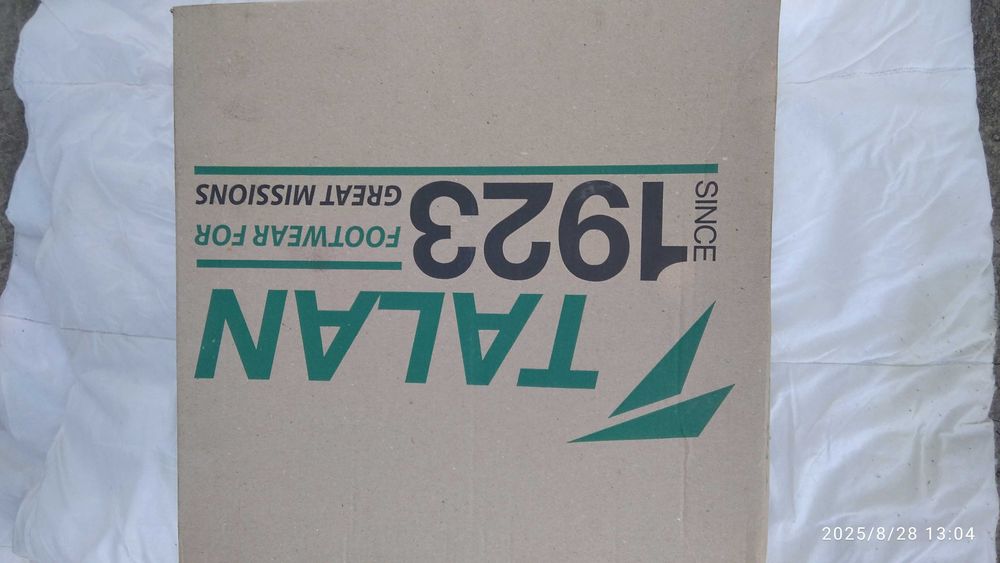 TALAN
SINCE
1923
FOOTWEAR FOR
GREAT MISSIONS
2025/8/28 13:04